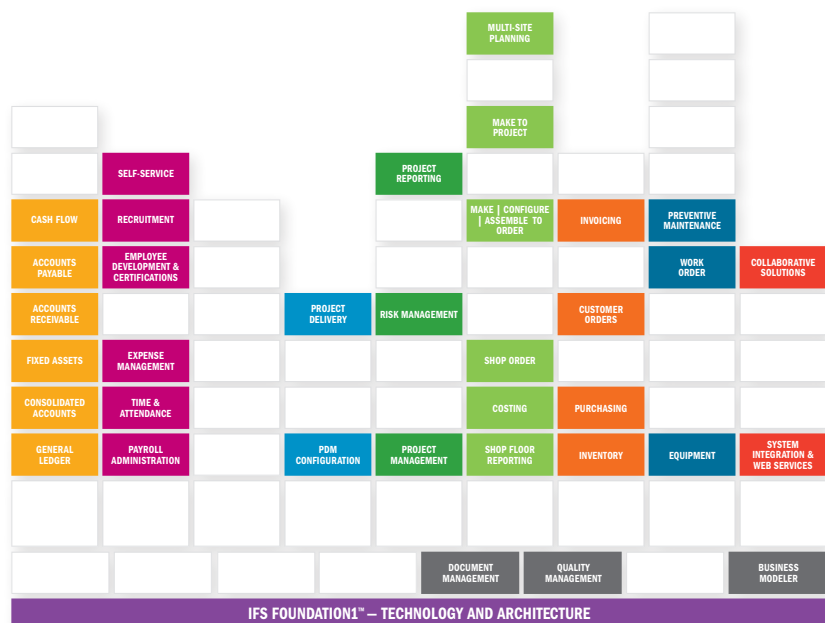 MULTI-SITE
PLANNING
MAKE TO
PROJECT
SELF-SERVICE
PROJECT
REPORTING
CASH FLOW
RECRUITMENT
MAKE | CONFIGURE
| ASSEMBLE TO
ORDER
INVOICING
PREVENTIVE
MAINTENANCE
ACCOUNTS
PAYABLE
EMPLOYEE
DEVELOPMENT &
CERTIFICATIONS
WORK
ORDER
COLLABORATIVE
SOLUTIONS
ACCOUNTS
RECEIVABLE
PROJECT
DELIVERY
RISK MANAGEMENT
CUSTOMER
ORDERS
FIXED ASSETS
EXPENSE
MANAGEMENT
SHOP ORDER
CONSOLIDATED
ACCOUNTS
TIME &
ATTENDANCE
COSTING
PURCHASING
GENERAL
LEDGER
PAYROLL
ADMINISTRATION
PDM
CONFIGURATION
PROJECT
MANAGEMENT
SHOP FLOOR
REPORTING
INVENTORY
EQUIPMENT
SYSTEM
INTEGRATION &
WEB SERVICES
DOCUMENT
MANAGEMENT
QUALITY
MANAGEMENT
BUSINESS
MODELER
IFS FOUNDATION1™ — TECHNOLOGY AND ARCHITECTURE